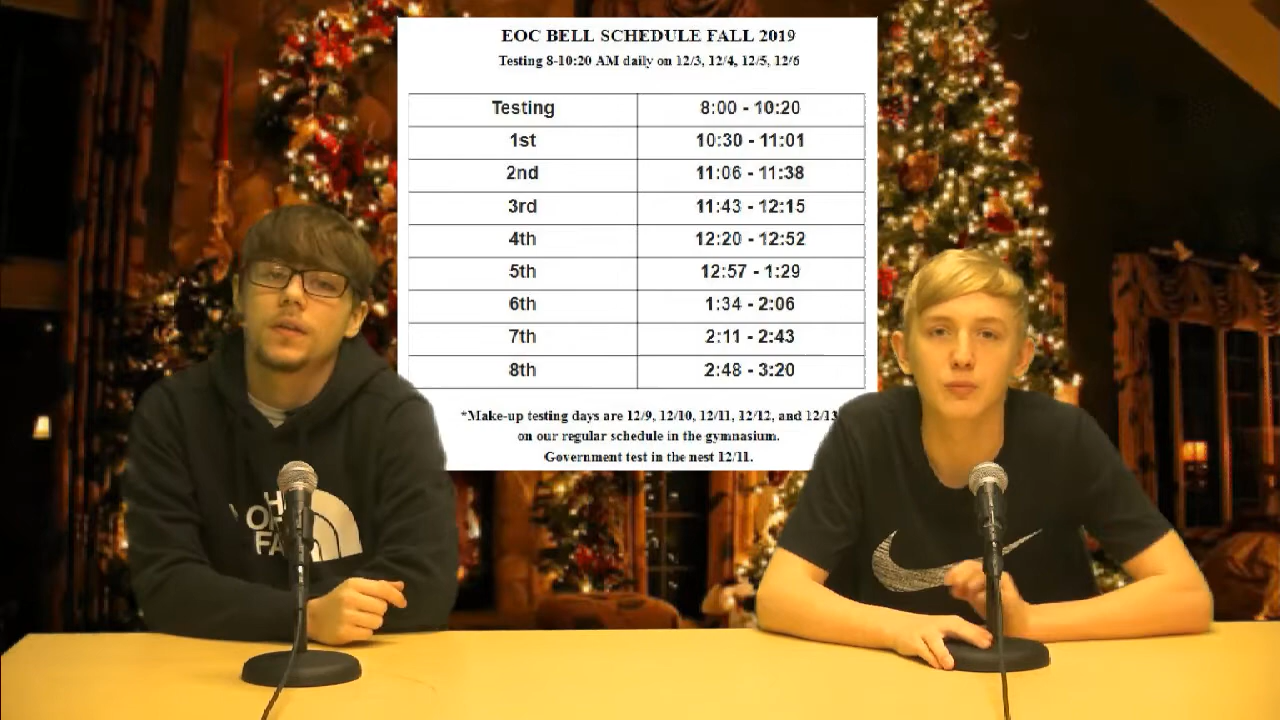 EOC BELL SCHEDULE FALL 2019
Testing 8-10:20 AM daily on 12/3, 12/4, 12/5, 12/6
Testing 8:00 - 10:20
1st 10:30 - 11:01
2nd 11:06 - 11:38
3rd 11:43 - 12:15
4th 12:20 - 12:52
5th 12:57 - 1:29
6th 1:34 - 2:06
7th 2:11 - 2:43
8th 2:48 - 3:20
*Make-up testing days are 12/9, 12/10, 12/11, 12/12, and 12/13
on our regular schedule in the gymnasium.
Government test in the nest 12/11.